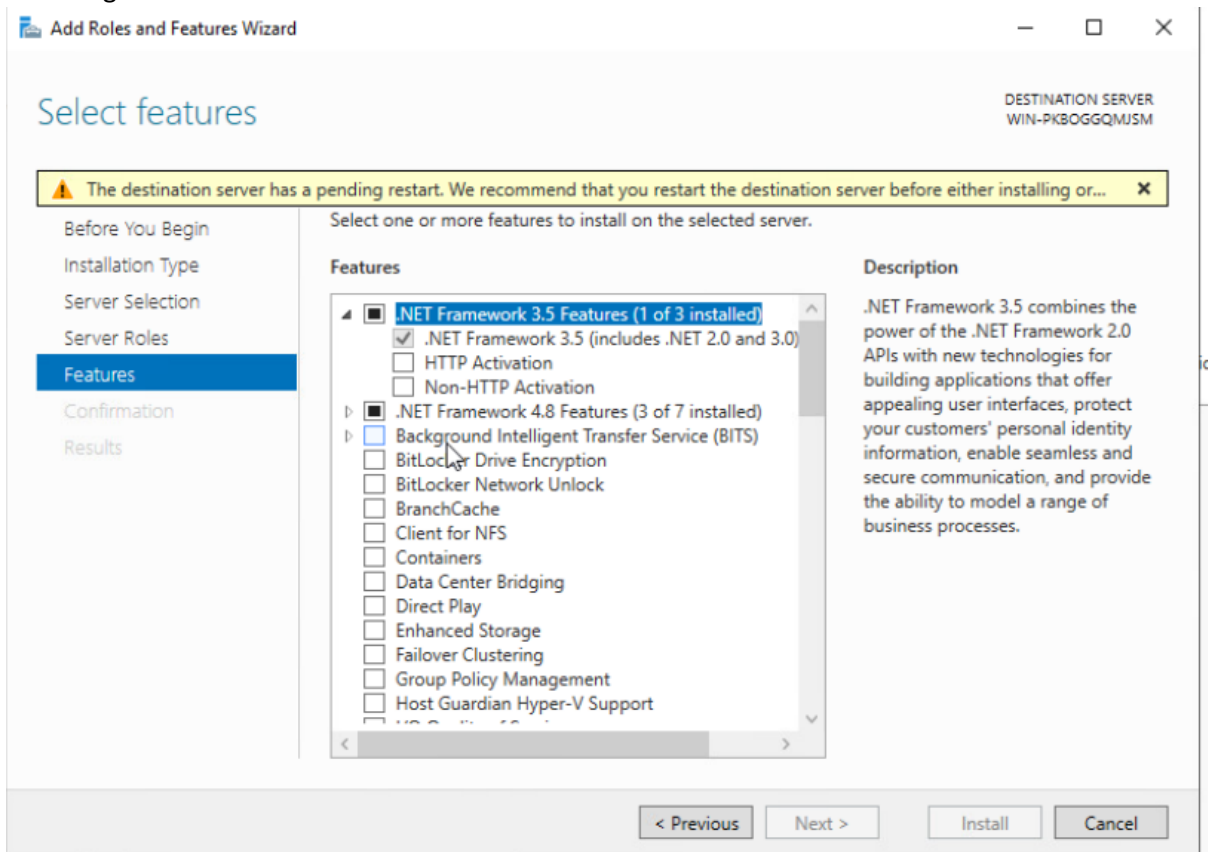 Add Roles and Features Wizard
Select features
DESTINATION SERVER
WIN-PKBOGGQMJSM
The destination server has a pending restart. We recommend that you restart the destination server before either installing or...
Before You Begin
Installation Type
Server Selection
Server Roles
Features
Confirmation
Results
Select one or more features to install on the selected server.
Features
.NET Framework 3.5 Features (1 of 3 installed)
.NET Framework 3.5 (includes .NET 2.0 and 3.0)
HTTP Activation
Non-HTTP Activation
.NET Framework 4.8 Features (3 of 7 installed)
Background Intelligent Transfer Service (BITS)
BitLocker Drive Encryption
BitLocker Network Unlock
BranchCache
Client for NFS
Containers
Data Center Bridging
Direct Play
Enhanced Storage
Failover Clustering
Group Policy Management
Host Guardian Hyper-V Support
Description
.NET Framework 3.5 combines the
power of the .NET Framework 2.0
APIs with new technologies for
building applications that offer
appealing user interfaces, protect
your customers' personal identity
information, enable seamless and
secure communication, and provide
the ability to model a range of
business processes.
< Previous
Next >
Install
Cancel